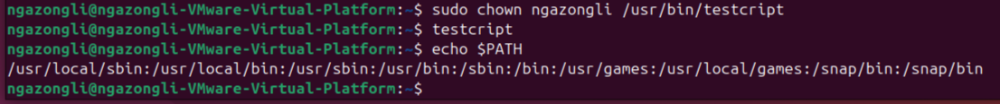 ngazongli@ngazongli-VMware-Virtual-Platform:~$ sudo chown ngazongli /usr/bin/testcript
ngazongli@ngazongli-VMware-Virtual-Platform:~$ testcript
ngazongli@ngazongli-VMware-Virtual-Platform:~$ echo $PATH
/usr/local/sbin:/usr/local/bin:/usr/sbin:/usr/bin:/sbin:/bin:/usr/games:/usr/local/games:/snap/bin:/snap/bin
ngazongli@ngazongli-VMware-Virtual-Platform:~$